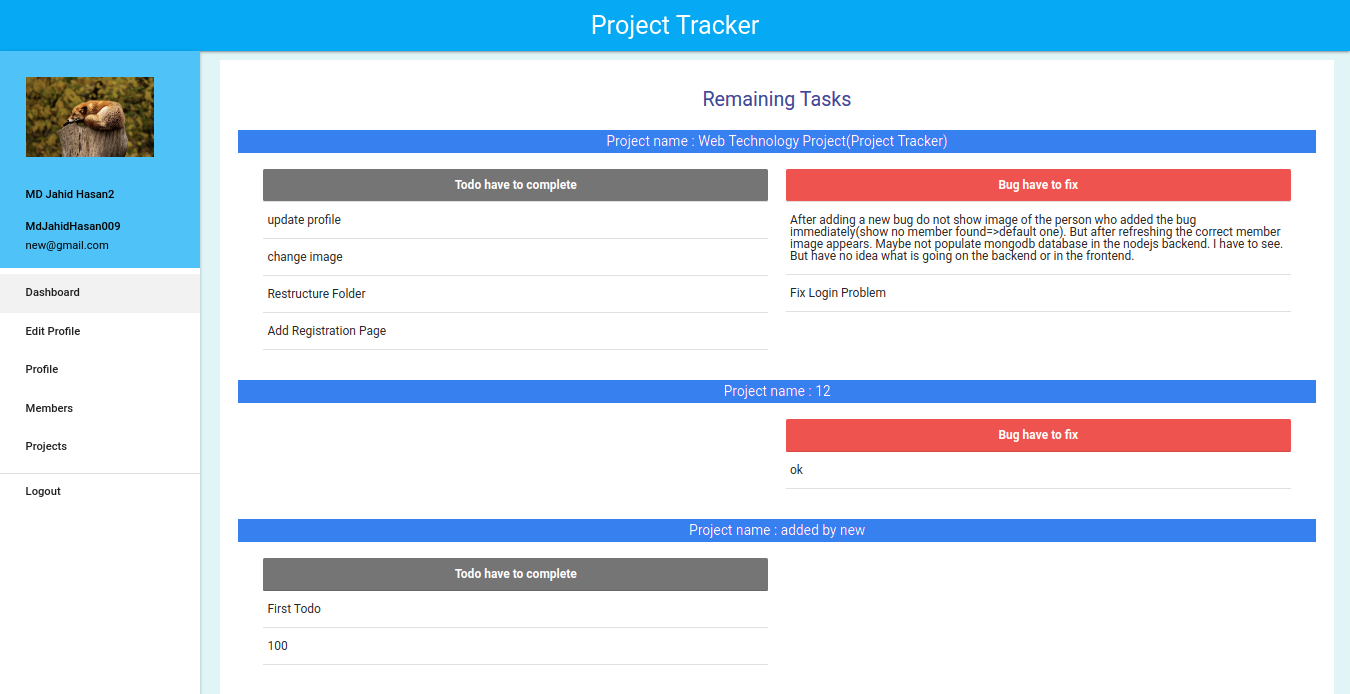 Project Tracker
MD Jahid Hasan2
MdJahidHasan009
new@gmail.com
Dashboard
Edit Profile
Profile
Members
Projects
Logout
Remaining Tasks
Project name : Web Technology Project(Project Tracker)
Todo have to complete
update profile
change image
Restructure Folder
Add Registration Page
Bug have to fix
After adding a new bug do not show image of the person who added the bug
immediately(show no member found=>default one). But after refreshing the correct member
image appears. Maybe not populate mongodb database in the nodejs backend. I have to see.
But have no idea what is going on the backend or in the frontend.
Fix Login Problem
Project name : 12
Bug have to fix
ok
Project name : added by new
Todo have to complete
First Todo
100